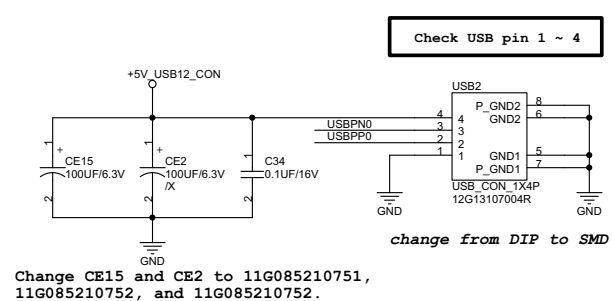 Check USB pin 1 ~ 4
+5V_USB12_CON
USB2
P_GND2 8
GND2 6
4 4
USBPN0 3 3
USBPP0 2 2
1 1
GND1 5
P_GND1 7
USB_CON_1X4P
12G13107004R
1 + CE15 100UF/6.3V 2
1 + CE2 100UF/6.3V /X 2
1 C34 0.1UF/16V 2
GND
GND
GND
change from DIP to SMD
Change CE15 and CE2 to 11G085210751,
11G085210752, and 11G085210752.